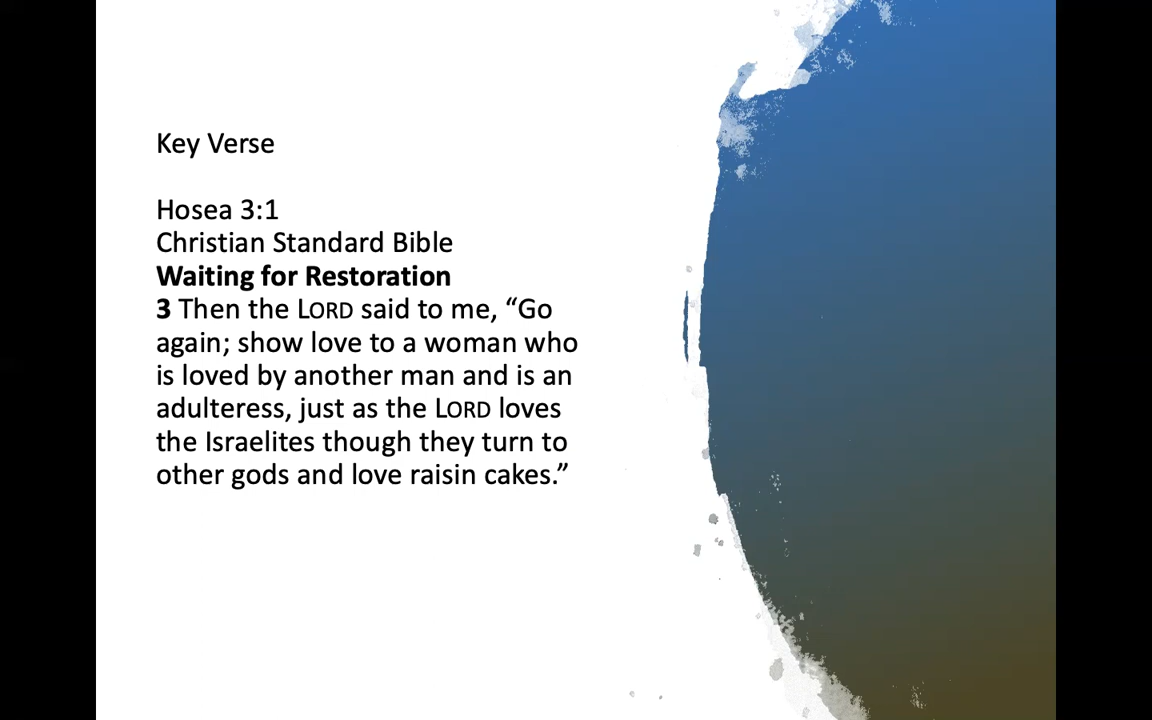 Key Verse
Hosea 3:1
Christian Standard Bible
Waiting for Restoration
3 Then the LORD said to me, “Go
again; show love to a woman who
is loved by another man and is an
adulteress, just as the LORD loves
the Israelites though they turn to
other gods and love raisin cakes.”